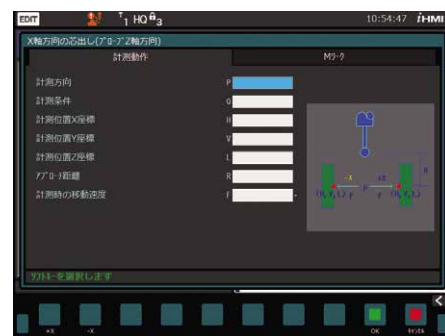 EDIT T1 HQ 3 10:54:47 iHMI
X軸方向の芯出し(ﾌﾟﾛｰﾌﾞZ軸方向)
計測動作 Mﾜｰｸ
計測方向 P
計測条件 Q
計測位置X座標 H
計測位置Y座標 V
計測位置Z座標 L
ｱﾌﾟﾛｰﾁ距離 R
計測時の移動速度 F
-X +X R
(H,V,L) F P F (H,V,L)
ｿﾌﾄｷｰを選択します
+X -X OK ｷｬﾝｾﾙ